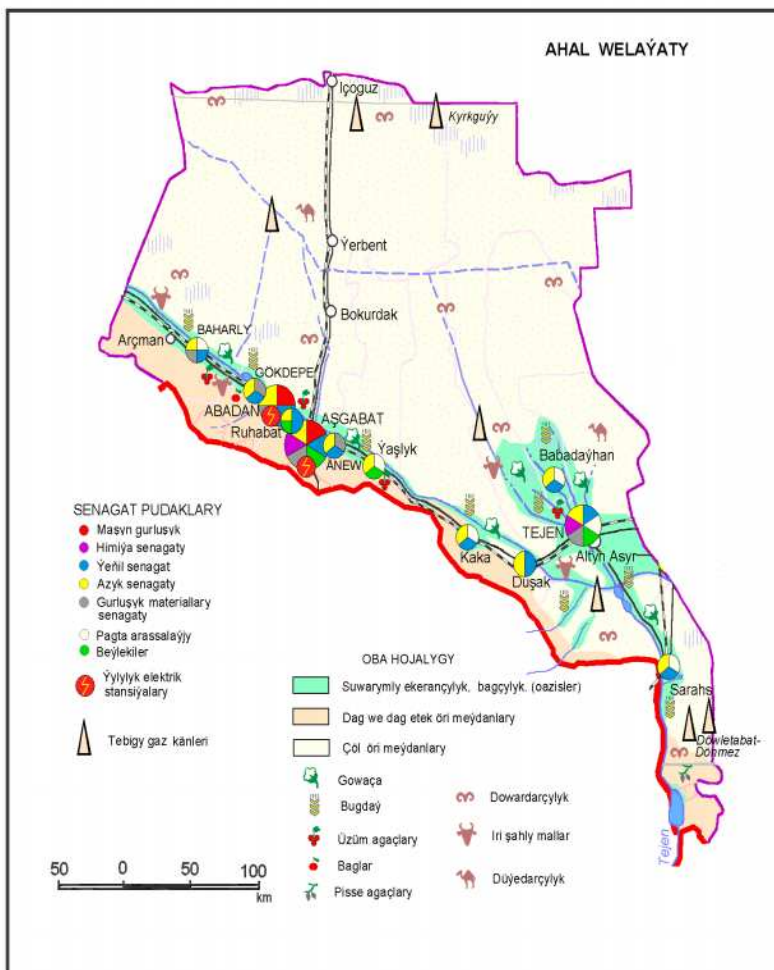 AHAL WELAÝATY
Içoguz
Kyrkguýy
Ýerbent
Bokurdak
BAHARLY
Arçman
GÖKDEPE
ABADAN
Ruhabat
AŞGABAT
ANEW
Ýaşlyk
Babadaýhan
TEJEN
Altyn Asyr
Kaka
Duşak
Sarahs
Döwletabat-
Dönmez
Tejen
SENAGAT PUDAKLARY
Maşyn gurluşyk
Himiýa senagaty
Ýeňil senagat
Azyk senagaty
Gurluşyk materiallary
senagaty
Pagta arassalaýjy
Beýlekiler
Ýylylyk elektrik
stansiýalary
Tebigy gaz känleri
OBA HOJALYGY
Suwarymly ekerançylyk, bagçylyk. (oazisler)
Dag we dag etek öri meýdanlary
Çöl öri meýdanlary
Gowaça
Bugdaý
Üzüm agaçlary
Baglar
Pisse agaçlary
Dowardarçylyk
Iri şahly mallar
Düýedarçylyk
50 0 50 100
km